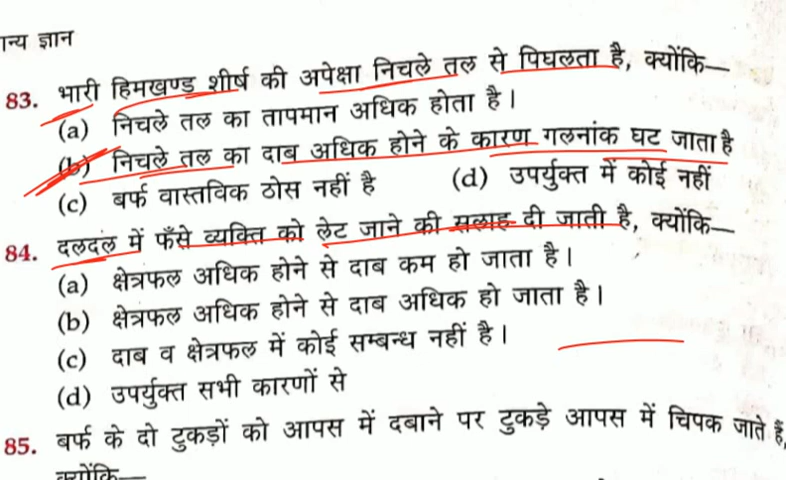 न्य ज्ञान
83. भारी हिमखण्ड शीर्ष की अपेक्षा निचले तल से पिघलता है, क्योंकि—
(a) निचले तल का तापमान अधिक होता है।
(b) निचले तल का दाब अधिक होने के कारण गलनांक घट जाता है
(c) बर्फ वास्तविक ठोस नहीं है (d) उपर्युक्त में कोई नहीं
84. दलदल में फँसे व्यक्ति को लेट जाने की सलाह दी जाती है, क्योंकि—
(a) क्षेत्रफल अधिक होने से दाब कम हो जाता है।
(b) क्षेत्रफल अधिक होने से दाब अधिक हो जाता है।
(c) दाब व क्षेत्रफल में कोई सम्बन्ध नहीं है।
(d) उपर्युक्त सभी कारणों से
85. बर्फ के दो टुकड़ों को आपस में दबाने पर टुकड़े आपस में चिपक जाते हैं,
क्योंकि—